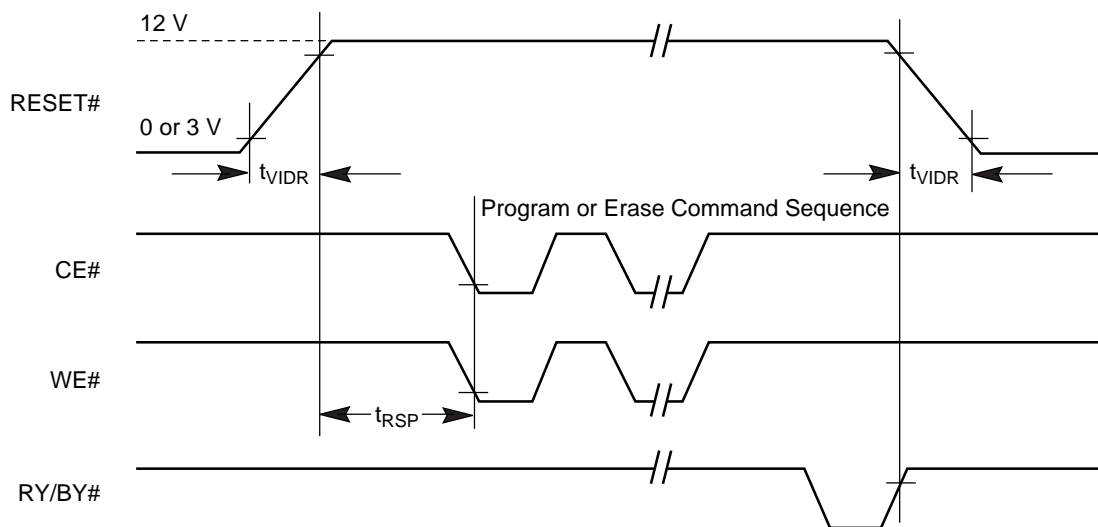 12 V
RESET#
0 or 3 V
tVIDR
tVIDR
Program or Erase Command Sequence
CE#
WE#
tRSP
RY/BY#